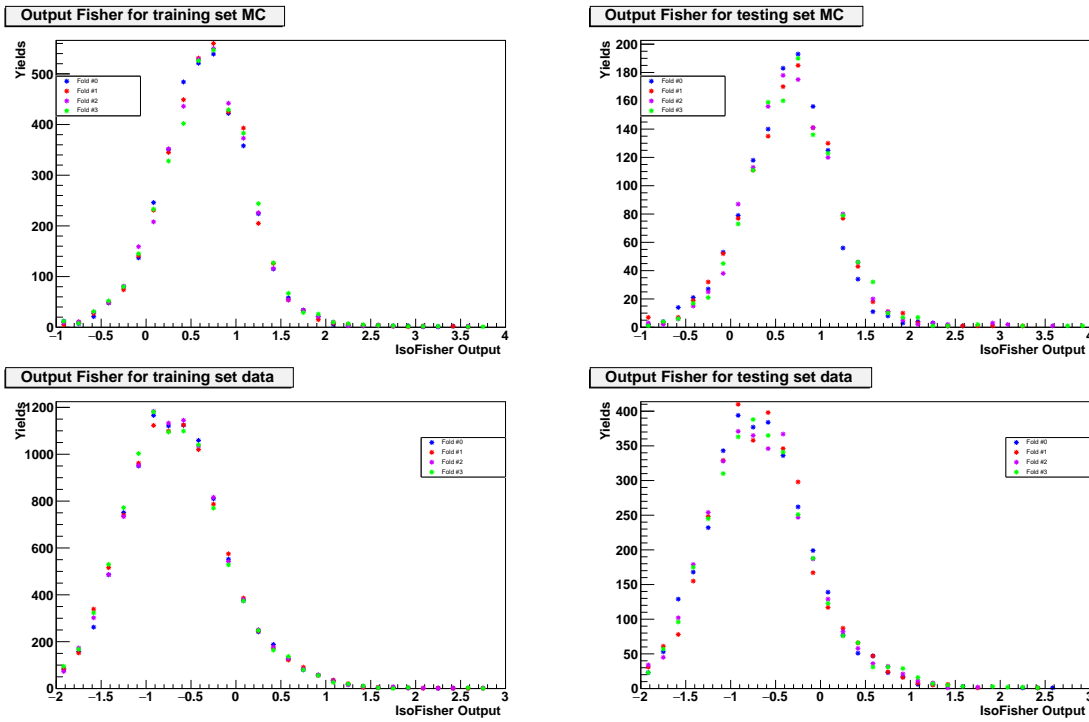 Output Fisher for training set MC
Yields
500
400
300
200
100
0
Fold #0
Fold #1
Fold #2
Fold #3
−1 −0.5 0 0.5 1 1.5 2 2.5 3 3.5 4
IsoFisher Output
Output Fisher for testing set MC
Yields
200
180
160
140
120
100
80
60
40
20
0
Fold #0
Fold #1
Fold #2
Fold #3
−1 −0.5 0 0.5 1 1.5 2 2.5 3 3.5 4
IsoFisher Output
Output Fisher for training set data
Yields
1200
1000
800
600
400
200
0
Fold #0
Fold #1
Fold #2
Fold #3
−2 −1.5 −1 −0.5 0 0.5 1 1.5 2 2.5 3
IsoFisher Output
Output Fisher for testing set data
Yields
400
350
300
250
200
150
100
50
0
Fold #0
Fold #1
Fold #2
Fold #3
−2 −1.5 −1 −0.5 0 0.5 1 1.5 2 2.5 3
IsoFisher Output